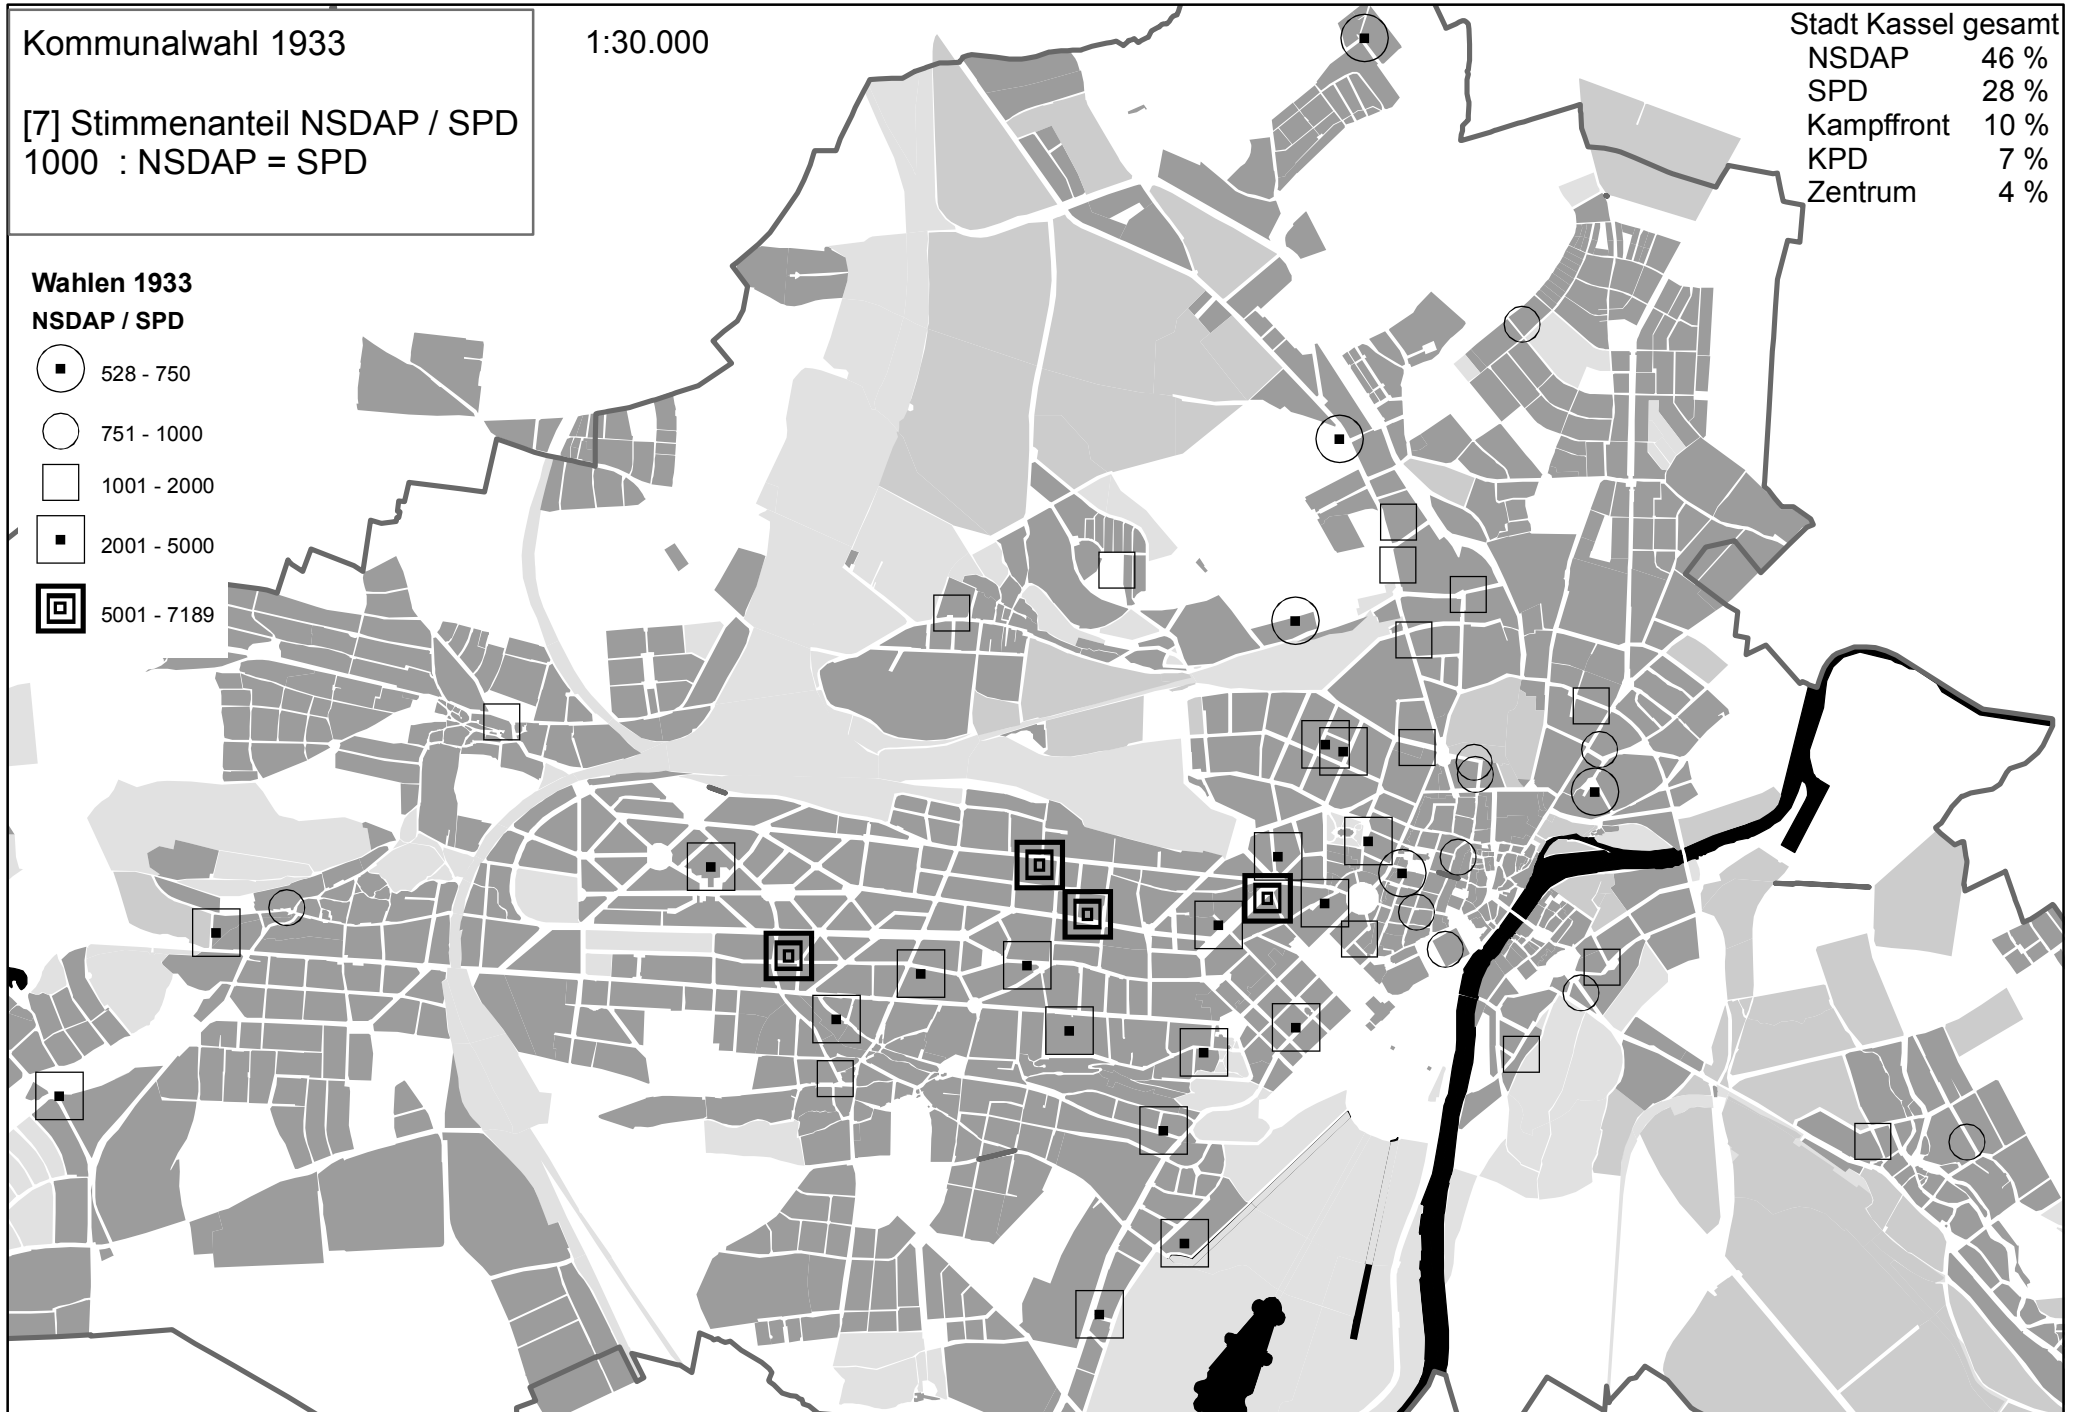 Kommunalwahl 1933
1:30.000
[7] Stimmenanteil NSDAP / SPD
1000 : NSDAP = SPD
Stadt Kassel gesamt
NSDAP 46 %
SPD 28 %
Kampffront 10 %
KPD 7 %
Zentrum 4 %
Wahlen 1933
NSDAP / SPD
528 - 750
751 - 1000
1001 - 2000
2001 - 5000
5001 - 7189